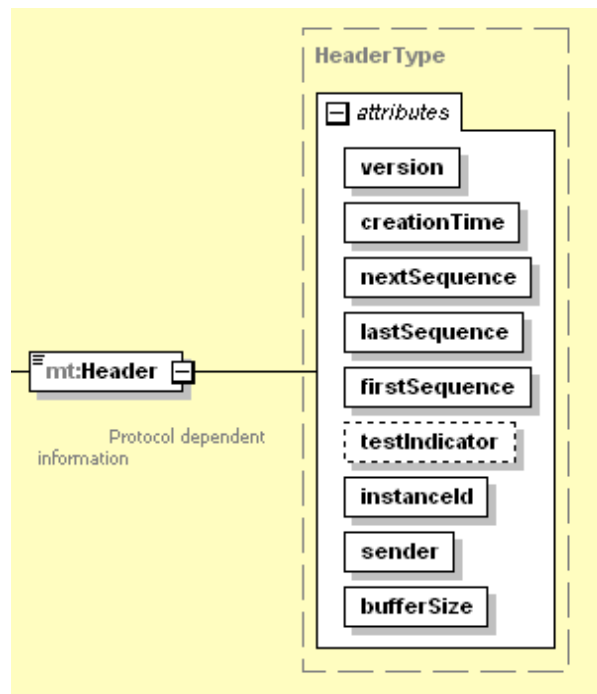 HeaderType
attributes
version
creationTime
nextSequence
lastSequence
mt:Header
firstSequence
Protocol dependent
information
testIndicator
instanceId
sender
bufferSize